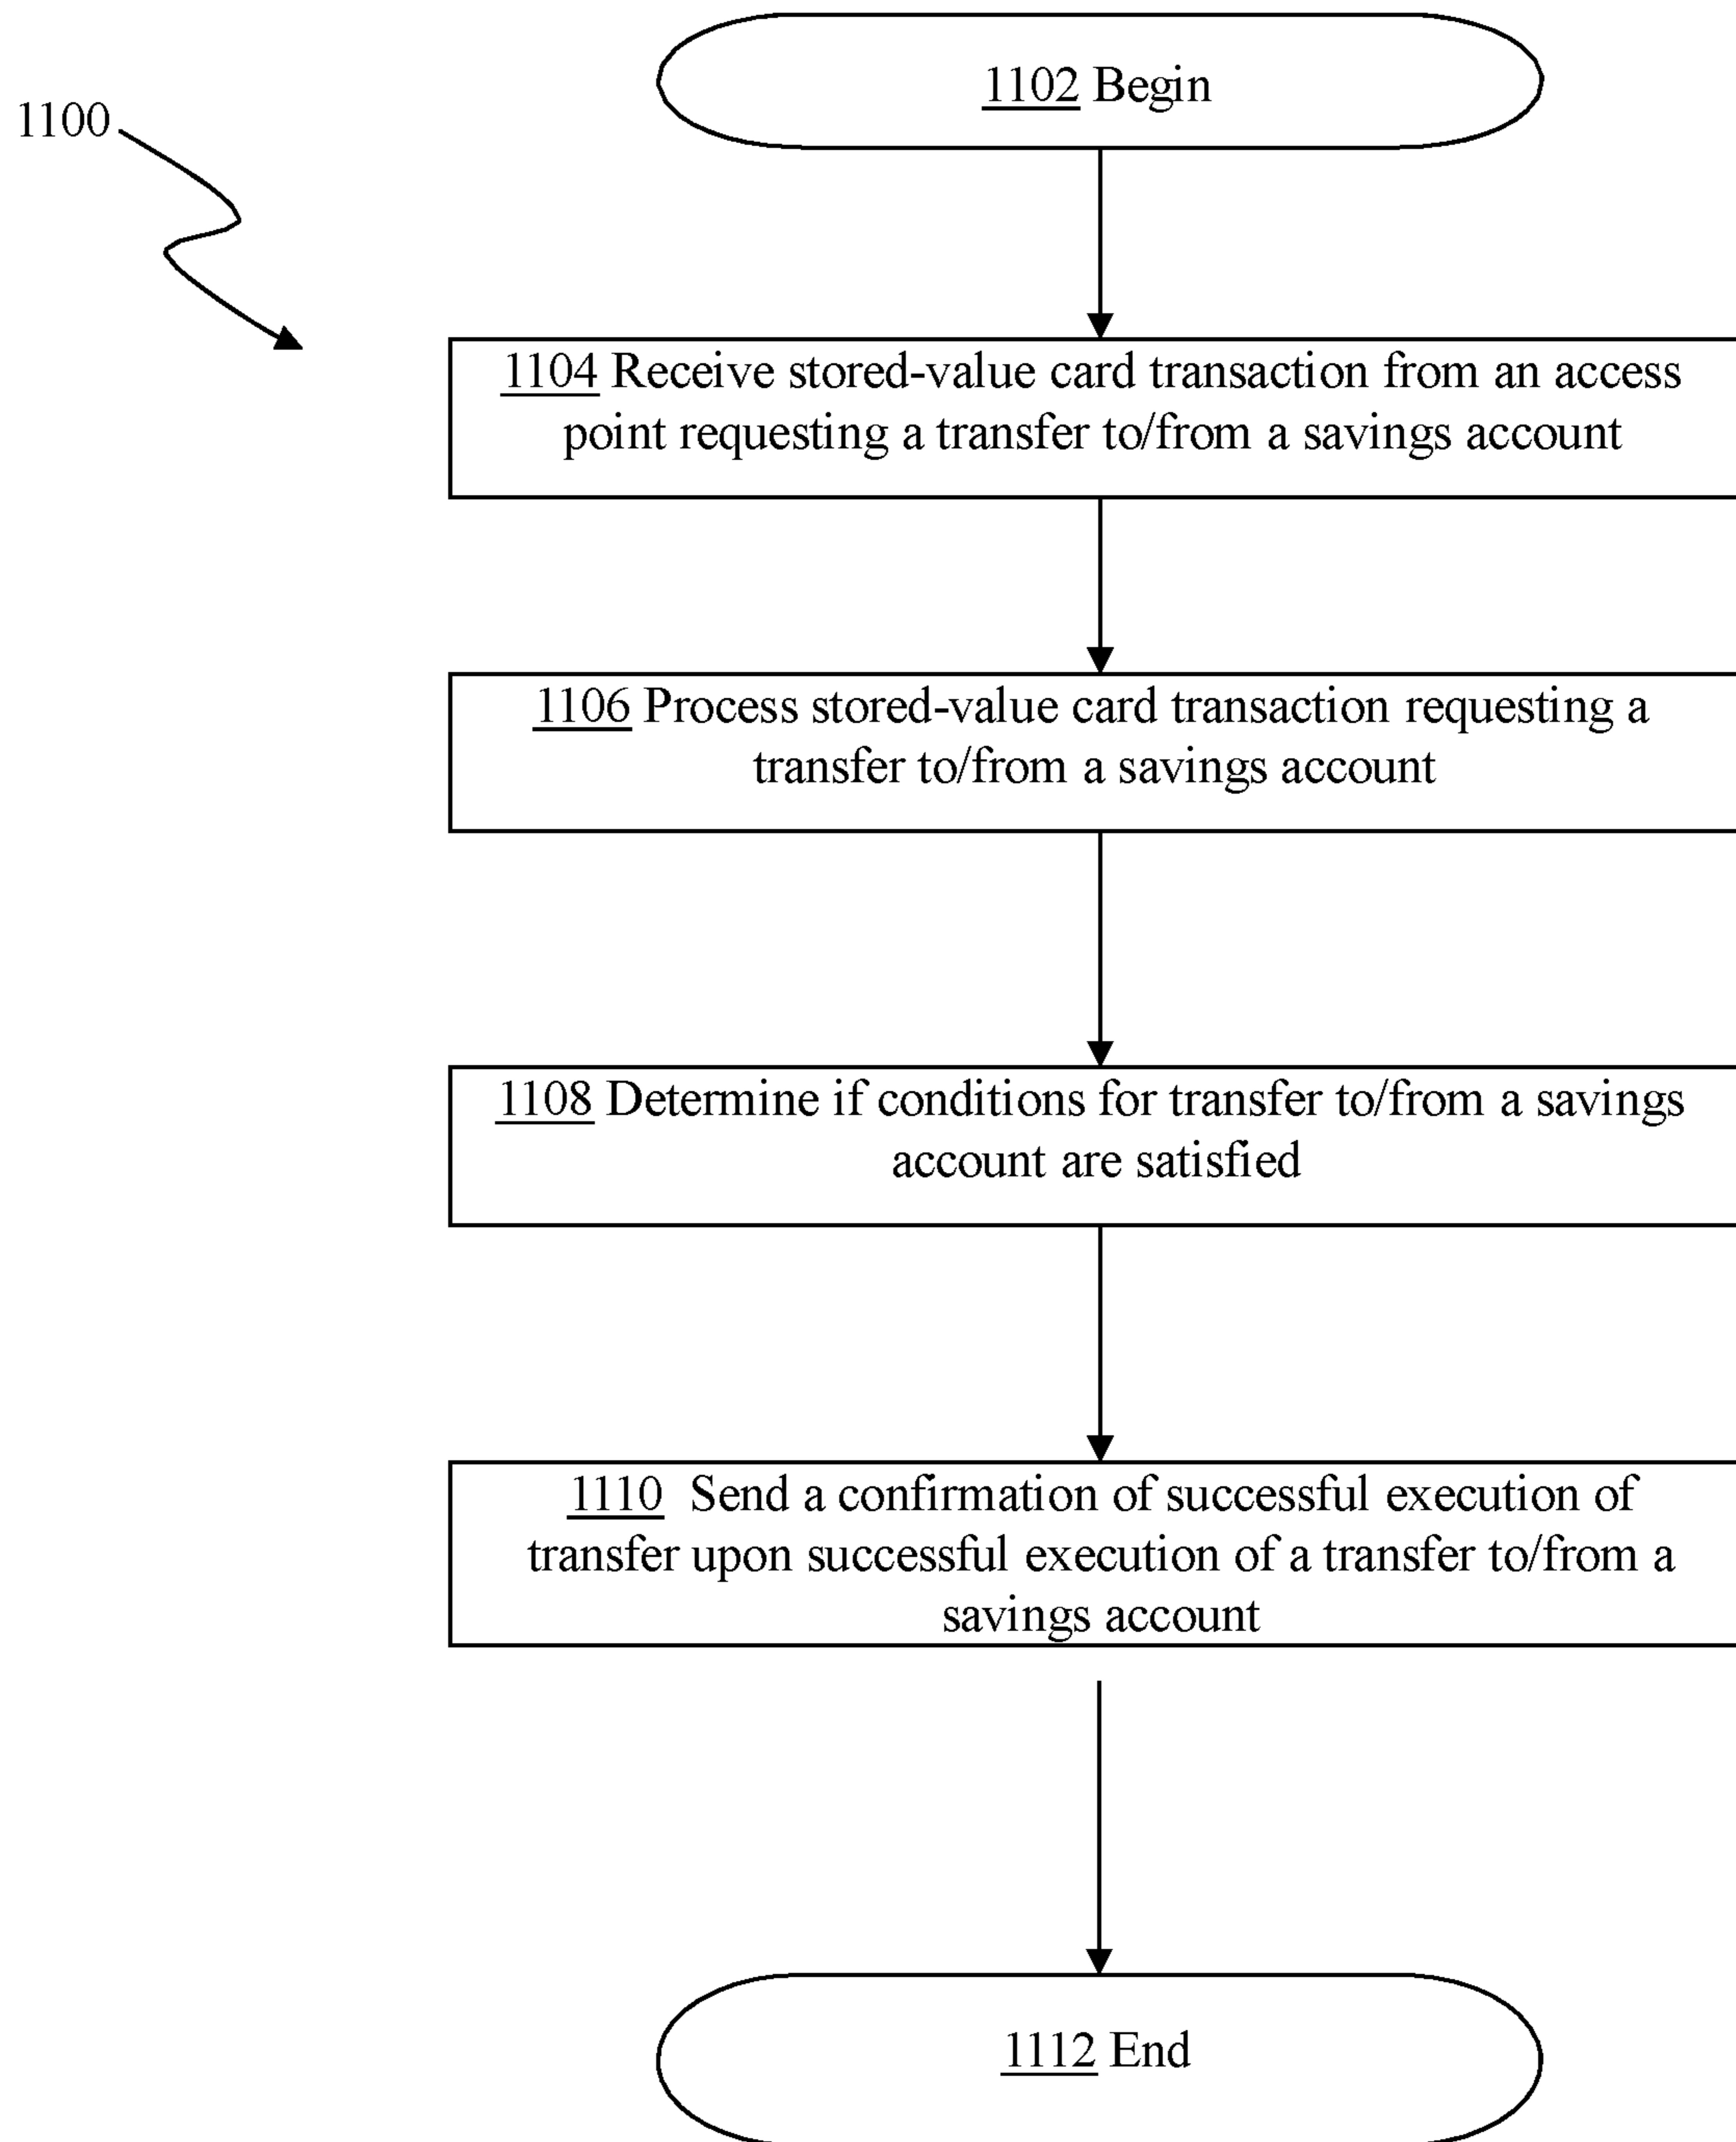 1102 Begin
1100
1104 Receive stored-value card transaction from an access
point requesting a transfer to/from a savings account
1106 Process stored-value card transaction requesting a
transfer to/from a savings account
1108 Determine if conditions for transfer to/from a savings
account are satisfied
1110 Send a confirmation of successful execution of
transfer upon successful execution of a transfer to/from a
savings account
1112 End